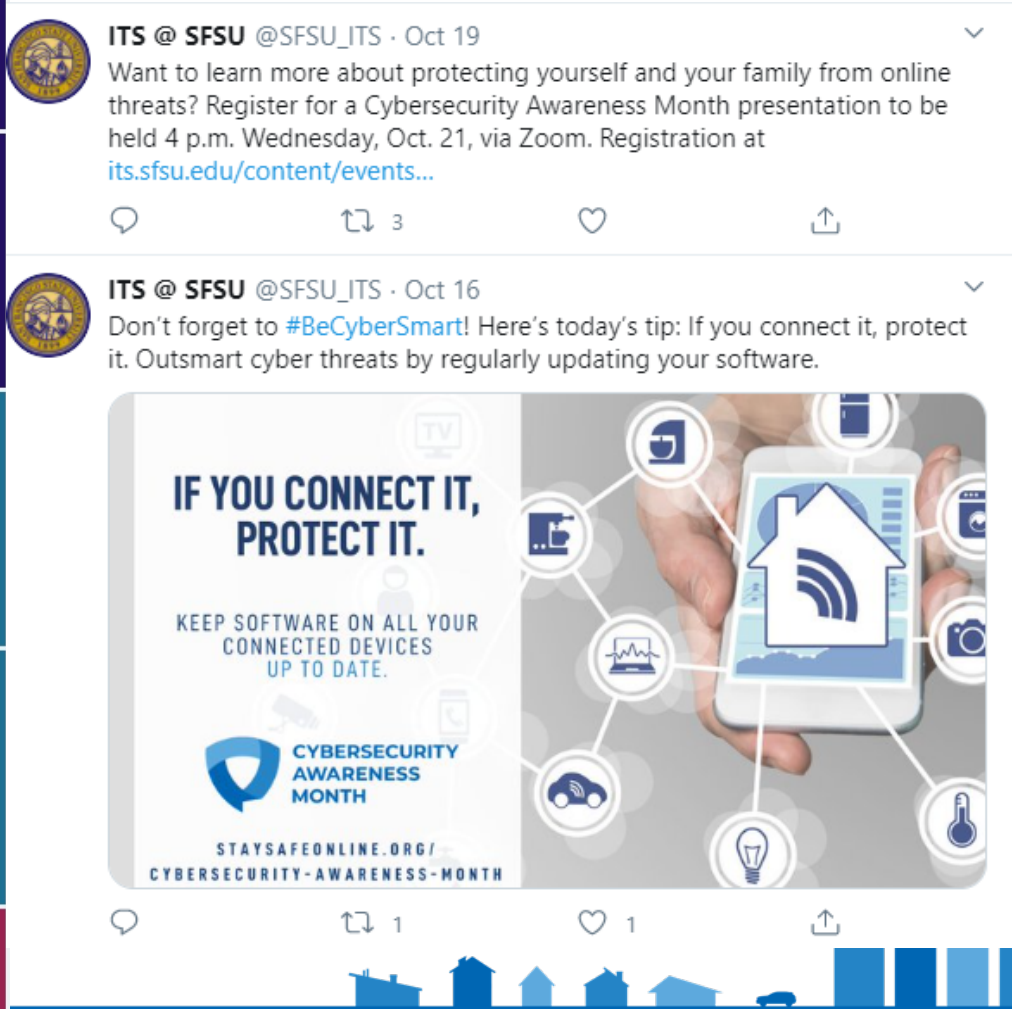 ITS @ SFSU @SFSU_ITS · Oct 19
Want to learn more about protecting yourself and your family from online
threats? Register for a Cybersecurity Awareness Month presentation to be
held 4 p.m. Wednesday, Oct. 21, via Zoom. Registration at
its.sfsu.edu/content/events...
3
ITS @ SFSU @SFSU_ITS · Oct 16
Don't forget to #BeCyberSmart! Here's today's tip: If you connect it, protect
it. Outsmart cyber threats by regularly updating your software.
TV
IF YOU CONNECT IT,
PROTECT IT.
KEEP SOFTWARE ON ALL YOUR
CONNECTED DEVICES
UP TO DATE.
CYBERSECURITY
AWARENESS
MONTH
STAYSAFEONLINE.ORG/
CYBERSECURITY-AWARENESS-MONTH
1 1